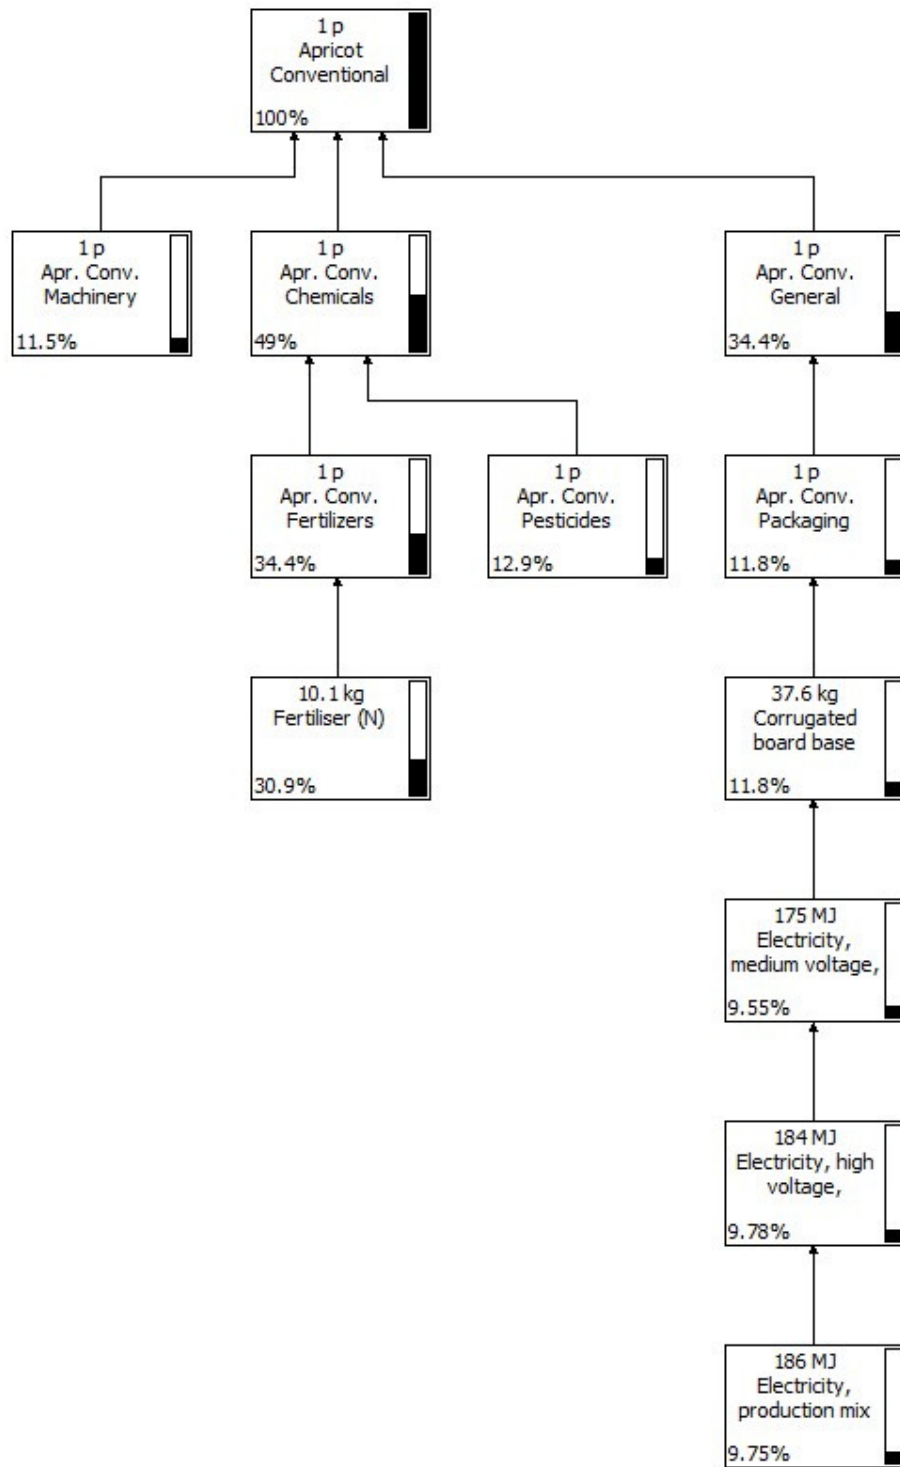 1 p
Apricot
Conventional
100%
1 p
Apr. Conv.
Machinery
11.5%
1 p
Apr. Conv.
Chemicals
49%
1 p
Apr. Conv.
General
34.4%
1 p
Apr. Conv.
Fertilizers
34.4%
1 p
Apr. Conv.
Pesticides
12.9%
1 p
Apr. Conv.
Packaging
11.8%
10.1 kg
Fertiliser (N)
30.9%
37.6 kg
Corrugated
board base
11.8%
175 MJ
Electricity,
medium voltage,
9.55%
184 MJ
Electricity, high
voltage,
9.78%
186 MJ
Electricity,
production mix
9.75%